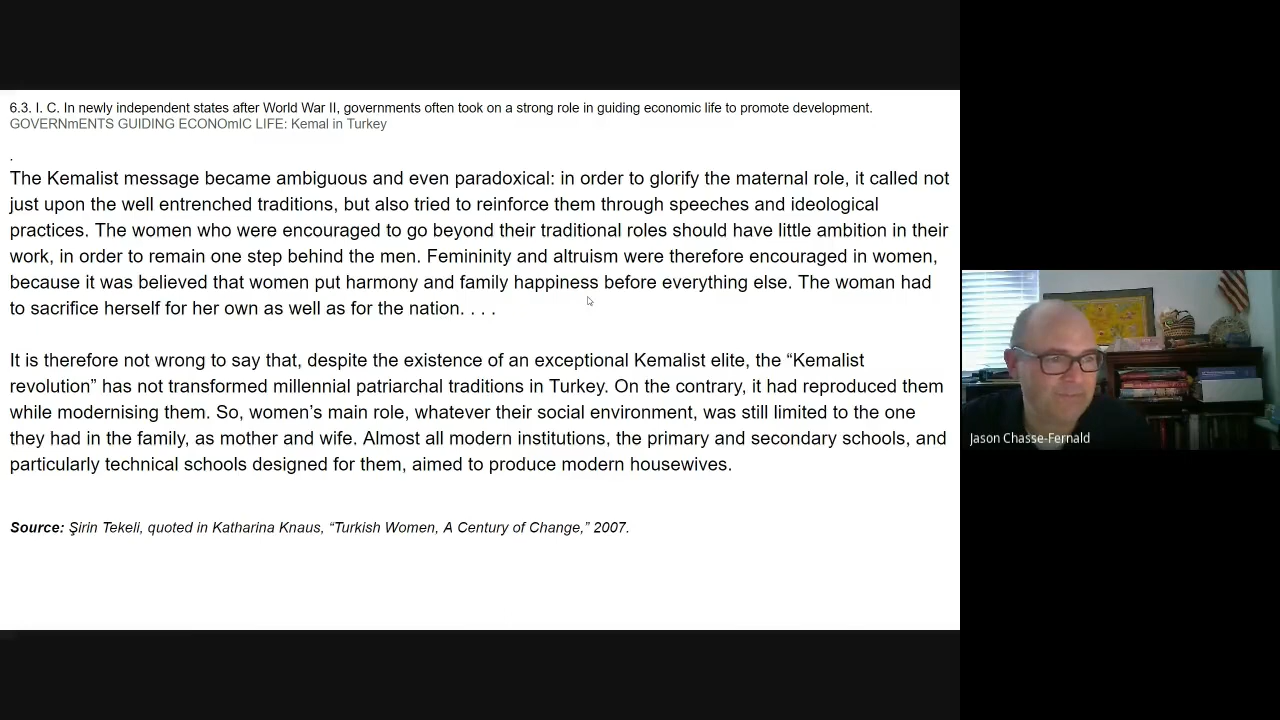 6.3. I. C. In newly independent states after World War II, governments often took on a strong role in guiding economic life to promote development.
GOVERNmENTS GUIDING ECONOmIC LIFE: Kemal in Turkey
.
The Kemalist message became ambiguous and even paradoxical: in order to glorify the maternal role, it called not
just upon the well entrenched traditions, but also tried to reinforce them through speeches and ideological
practices. The women who were encouraged to go beyond their traditional roles should have little ambition in their
work, in order to remain one step behind the men. Femininity and altruism were therefore encouraged in women,
because it was believed that women put harmony and family happiness before everything else. The woman had
to sacrifice herself for her own as well as for the nation. . . .
It is therefore not wrong to say that, despite the existence of an exceptional Kemalist elite, the “Kemalist
revolution” has not transformed millennial patriarchal traditions in Turkey. On the contrary, it had reproduced them
while modernising them. So, women’s main role, whatever their social environment, was still limited to the one
they had in the family, as mother and wife. Almost all modern institutions, the primary and secondary schools, and
particularly technical schools designed for them, aimed to produce modern housewives.
Source: Şirin Tekeli, quoted in Katharina Knaus, “Turkish Women, A Century of Change,” 2007.
Jason Chasse-Fernald